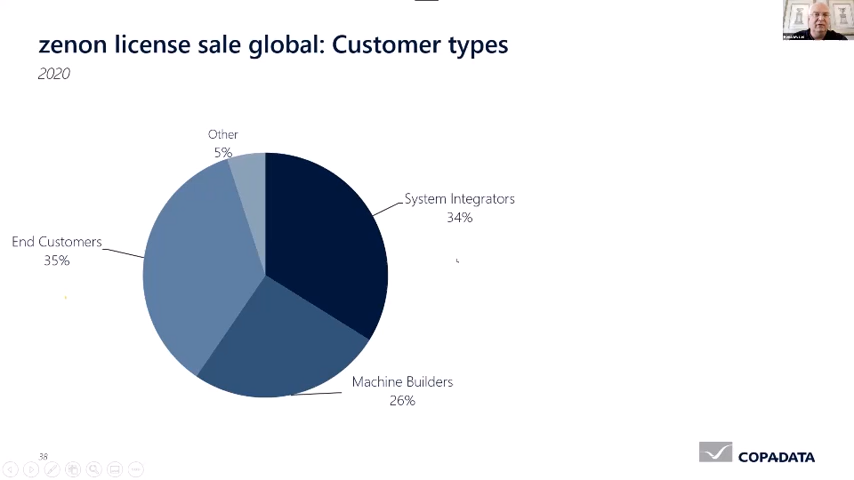 zenon license sale global: Customer types
2020
Other
5%
System Integrators
34%
End Customers
35%
Machine Builders
26%
38
COPADATA